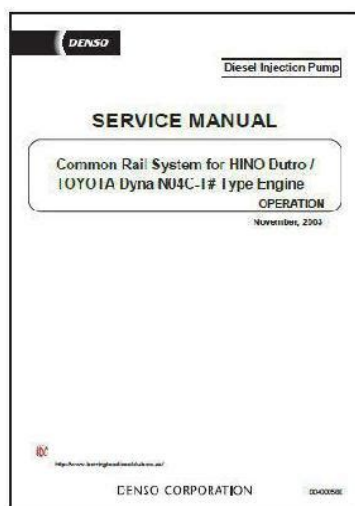 DENSO
Diesel Injection Pump
SERVICE MANUAL
Common Rail System for HINO Dutro /
TOYOTA Dyna N04C-T# Type Engine
OPERATION
November, 2003
DENSO CORPORATION